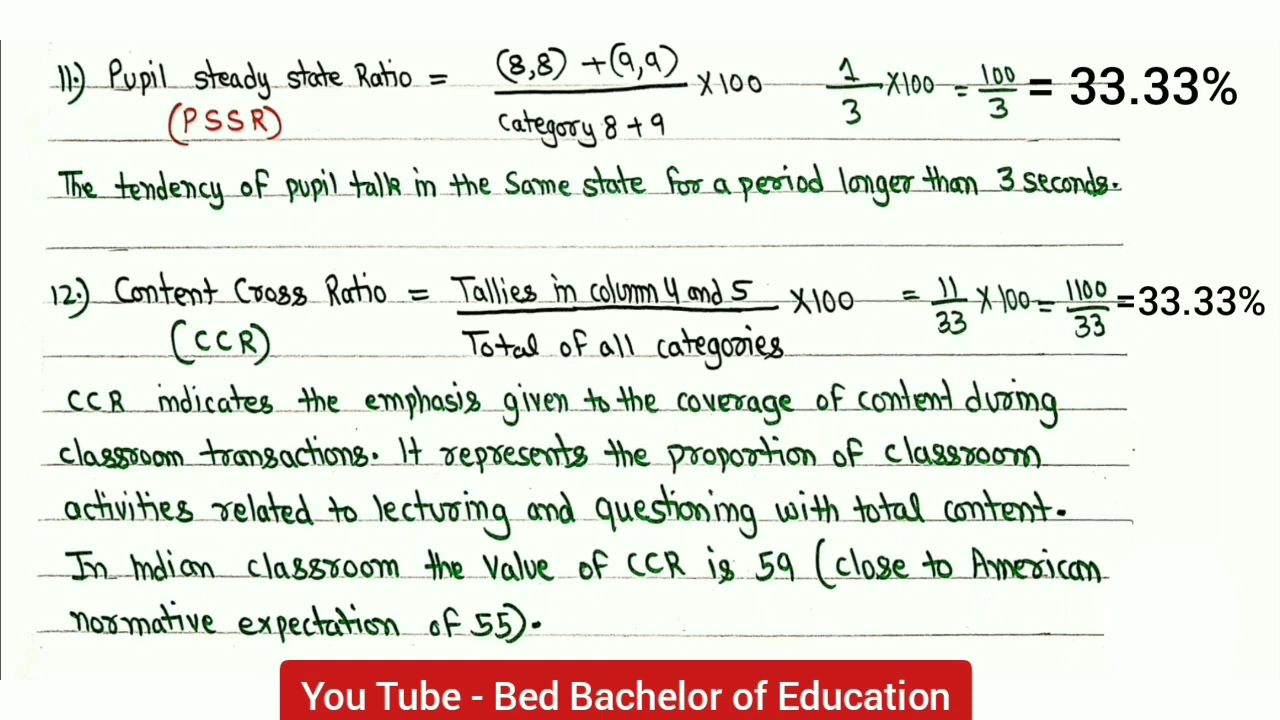 11.) Pupil steady state Ratio = (8,8) + (9,9) / Category 8 + 9 X 100 1/3 X 100 = 100/3 = 33.33%
(PSSR)
The tendency of pupil talk in the same state for a period longer than 3 seconds.
12.) Content Cross Ratio = Tallies in column 4 and 5 / Total of all categories X 100 = 11/33 X 100 = 1100/33 = 33.33%
(CCR)
CCR indicates the emphasis given to the coverage of content during
classroom transactions. It represents the proportion of classroom
activities related to lecturing and questioning with total content.
In Indian classroom the value of CCR is 59 (close to American
normative expectation of 55).
You Tube - Bed Bachelor of Education